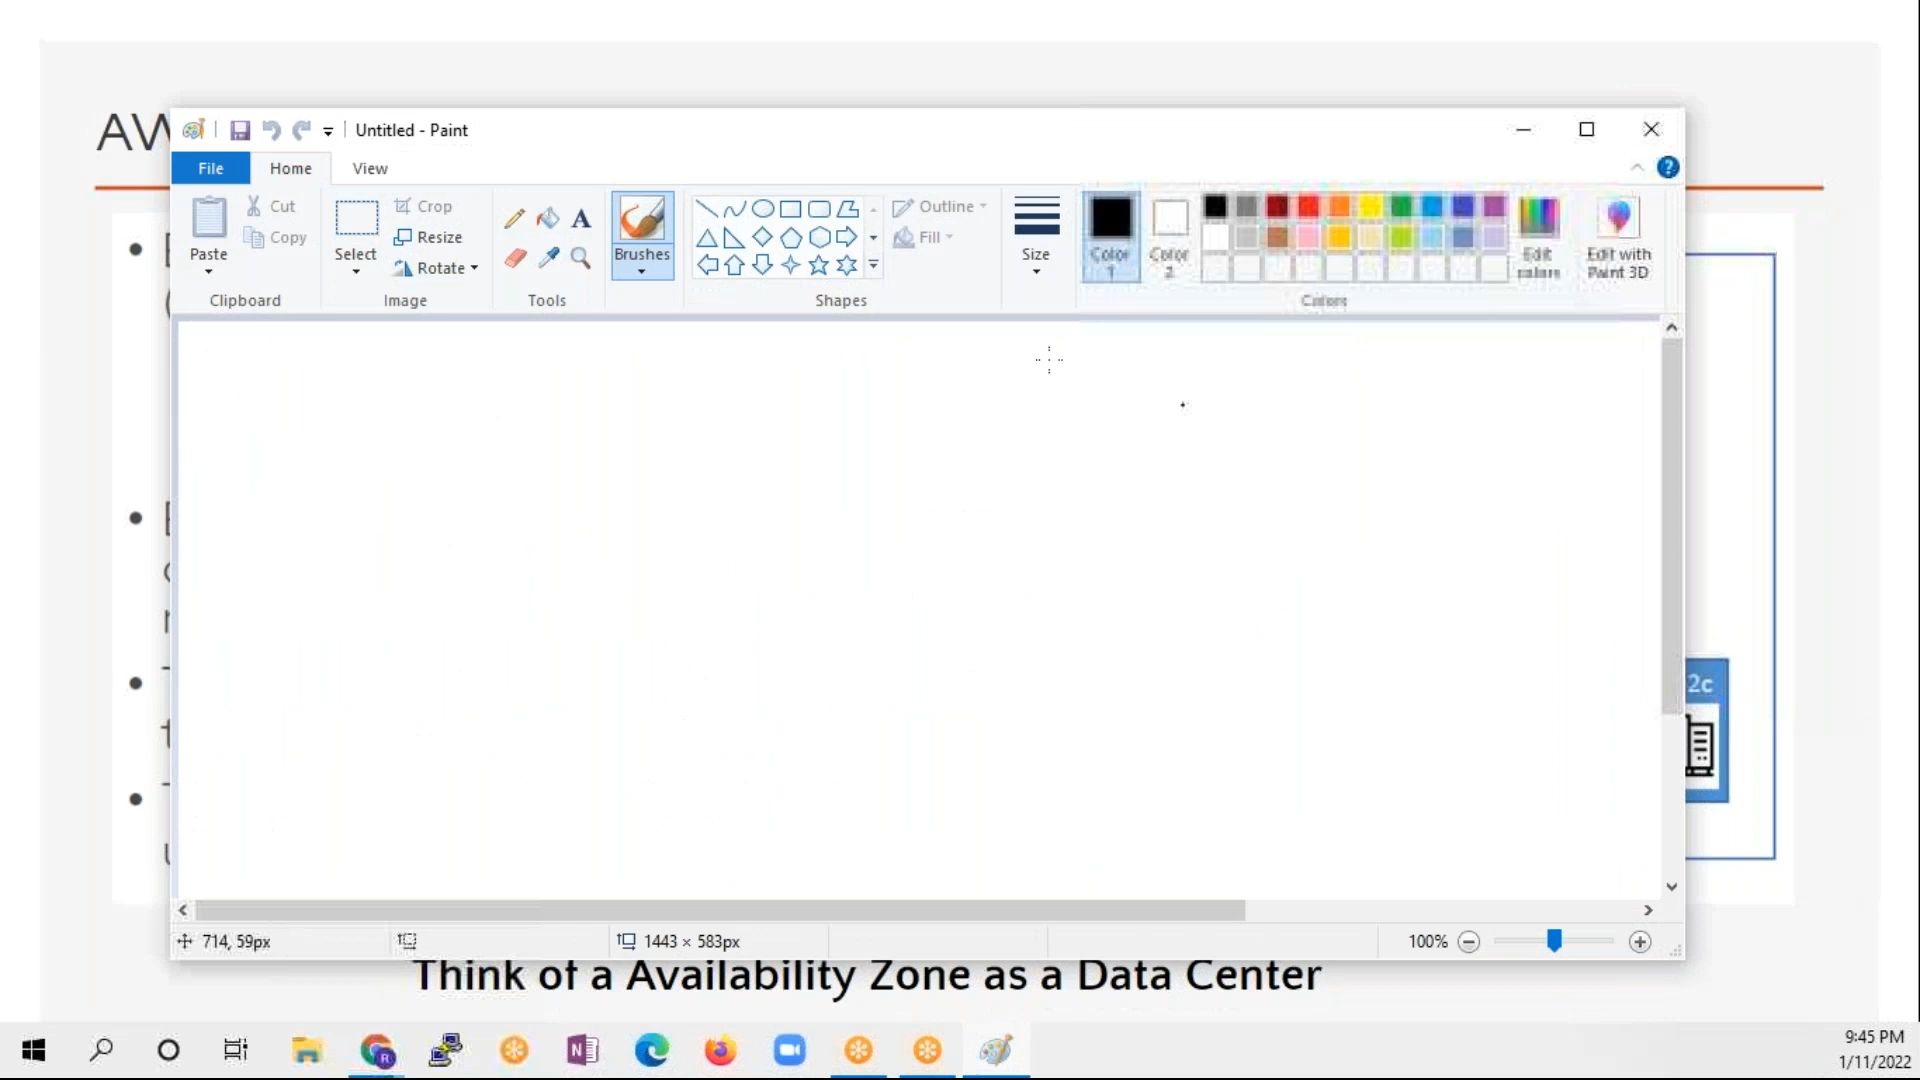 Untitled - Paint
File Home View
Paste
Cut
Copy
Clipboard
Select
Crop
Resize
Rotate
Image
Tools
Brushes
Shapes
Outline
Fill
Size
Color 1
Color 2
Edit colors
Edit with Paint 3D
Colors
2c
714, 59px
1443 × 583px
100%
Think of a Availability Zone as a Data Center
9:45 PM
1/11/2022